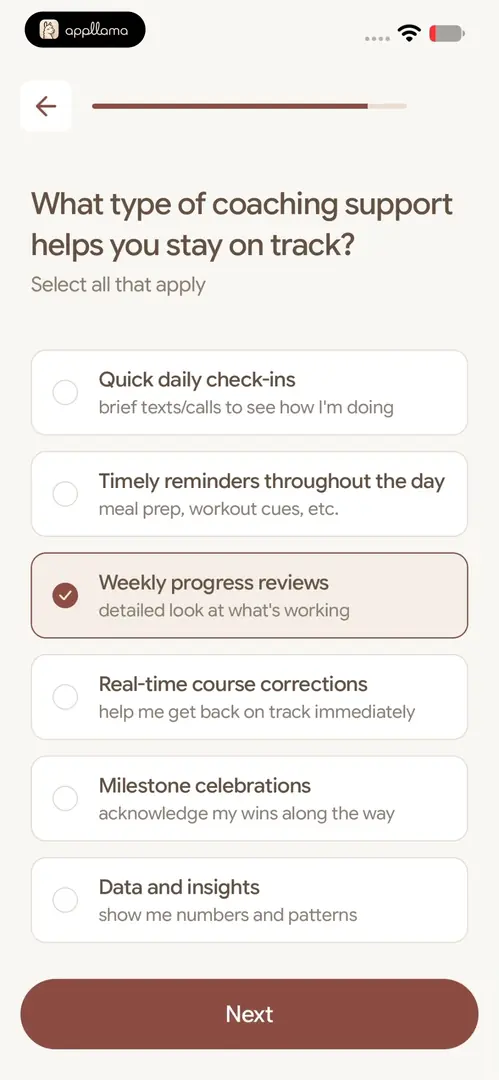 appllama
What type of coaching support
helps you stay on track?
Select all that apply
Quick daily check-ins
brief texts/calls to see how I'm doing
Timely reminders throughout the day
meal prep, workout cues, etc.
Weekly progress reviews
detailed look at what's working
Real-time course corrections
help me get back on track immediately
Milestone celebrations
acknowledge my wins along the way
Data and insights
show me numbers and patterns
Next